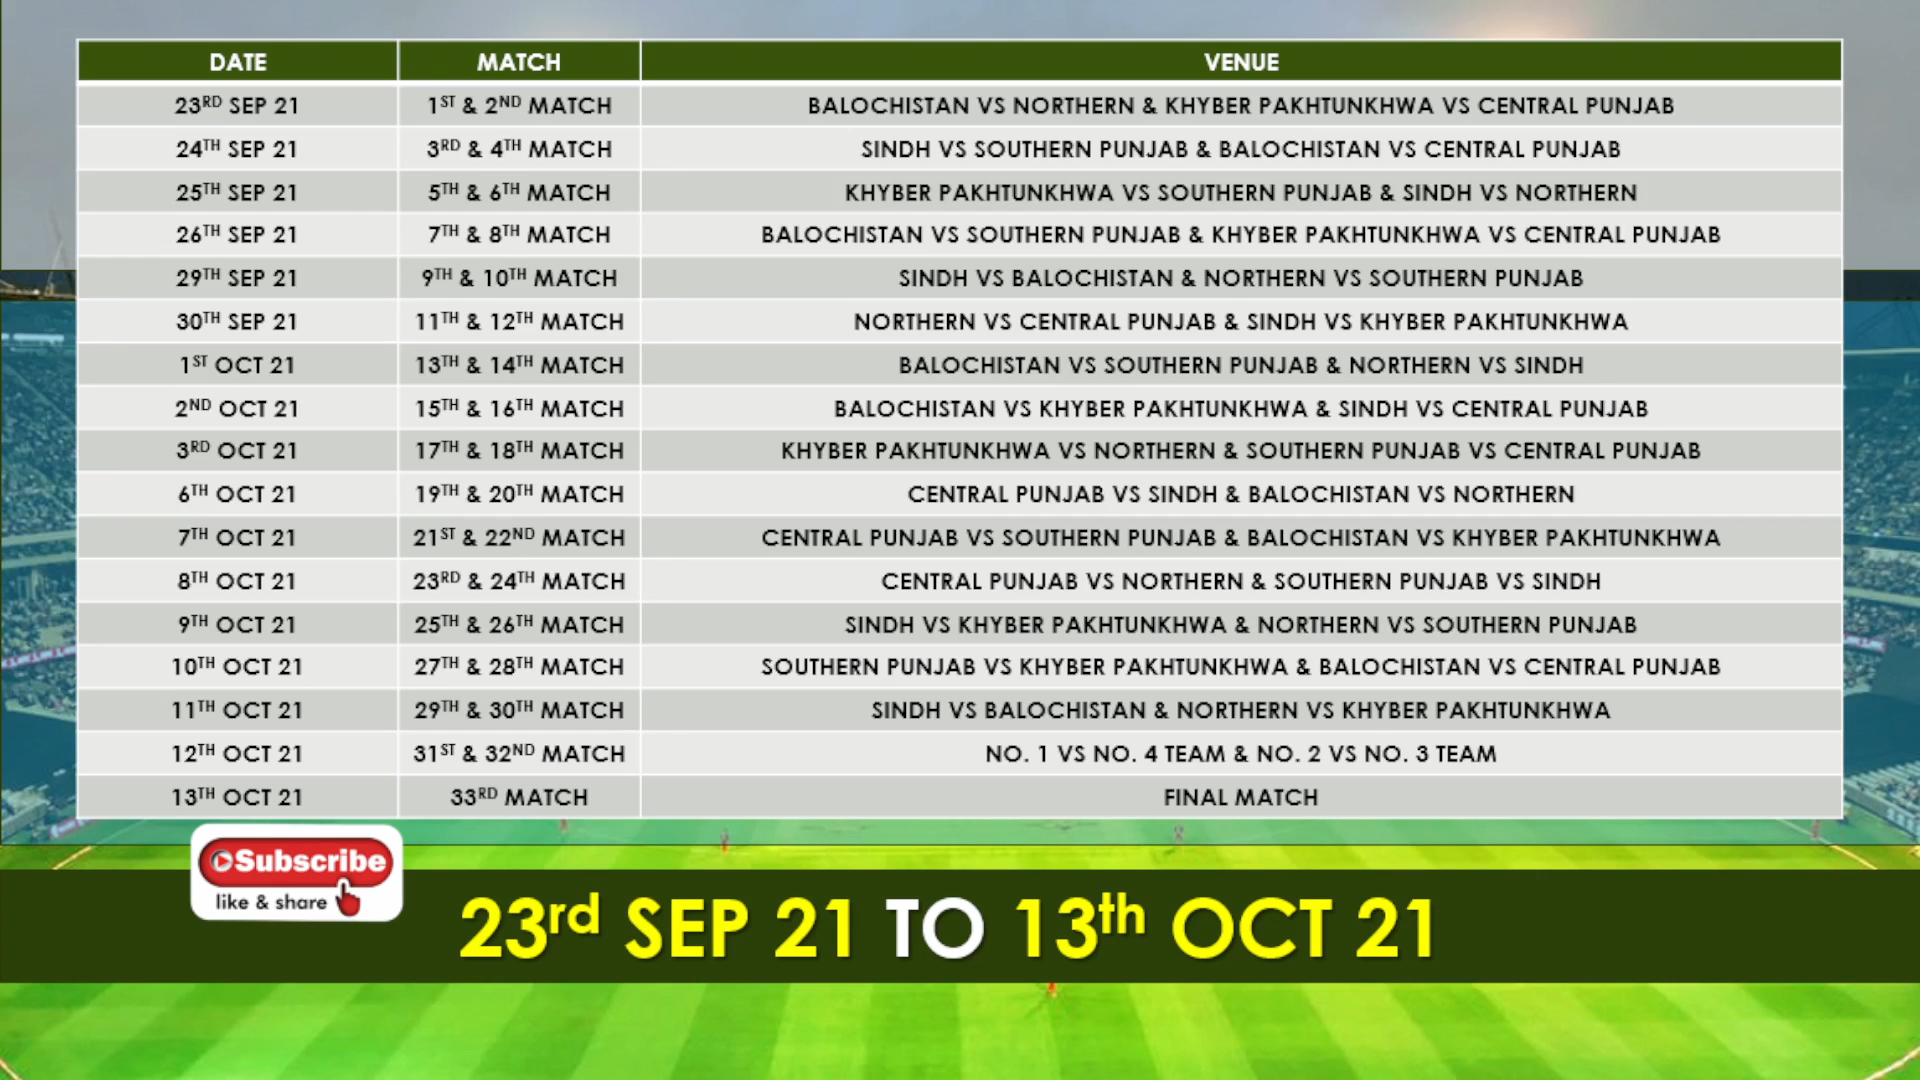 DATE MATCH VENUE
23RD SEP 21 1ST & 2ND MATCH BALOCHISTAN VS NORTHERN & KHYBER PAKHTUNKHWA VS CENTRAL PUNJAB
24TH SEP 21 3RD & 4TH MATCH SINDH VS SOUTHERN PUNJAB & BALOCHISTAN VS CENTRAL PUNJAB
25TH SEP 21 5TH & 6TH MATCH KHYBER PAKHTUNKHWA VS SOUTHERN PUNJAB & SINDH VS NORTHERN
26TH SEP 21 7TH & 8TH MATCH BALOCHISTAN VS SOUTHERN PUNJAB & KHYBER PAKHTUNKHWA VS CENTRAL PUNJAB
29TH SEP 21 9TH & 10TH MATCH SINDH VS BALOCHISTAN & NORTHERN VS SOUTHERN PUNJAB
30TH SEP 21 11TH & 12TH MATCH NORTHERN VS CENTRAL PUNJAB & SINDH VS KHYBER PAKHTUNKHWA
1ST OCT 21 13TH & 14TH MATCH BALOCHISTAN VS SOUTHERN PUNJAB & NORTHERN VS SINDH
2ND OCT 21 15TH & 16TH MATCH BALOCHISTAN VS KHYBER PAKHTUNKHWA & SINDH VS CENTRAL PUNJAB
3RD OCT 21 17TH & 18TH MATCH KHYBER PAKHTUNKHWA VS NORTHERN & SOUTHERN PUNJAB VS CENTRAL PUNJAB
6TH OCT 21 19TH & 20TH MATCH CENTRAL PUNJAB VS SINDH & BALOCHISTAN VS NORTHERN
7TH OCT 21 21ST & 22ND MATCH CENTRAL PUNJAB VS SOUTHERN PUNJAB & BALOCHISTAN VS KHYBER PAKHTUNKHWA
8TH OCT 21 23RD & 24TH MATCH CENTRAL PUNJAB VS NORTHERN & SOUTHERN PUNJAB VS SINDH
9TH OCT 21 25TH & 26TH MATCH SINDH VS KHYBER PAKHTUNKHWA & NORTHERN VS SOUTHERN PUNJAB
10TH OCT 21 27TH & 28TH MATCH SOUTHERN PUNJAB VS KHYBER PAKHTUNKHWA & BALOCHISTAN VS CENTRAL PUNJAB
11TH OCT 21 29TH & 30TH MATCH SINDH VS BALOCHISTAN & NORTHERN VS KHYBER PAKHTUNKHWA
12TH OCT 21 31ST & 32ND MATCH NO. 1 VS NO. 4 TEAM & NO. 2 VS NO. 3 TEAM
13TH OCT 21 33RD MATCH FINAL MATCH
Subscribe
like & share
23rd SEP 21 TO 13th OCT 21